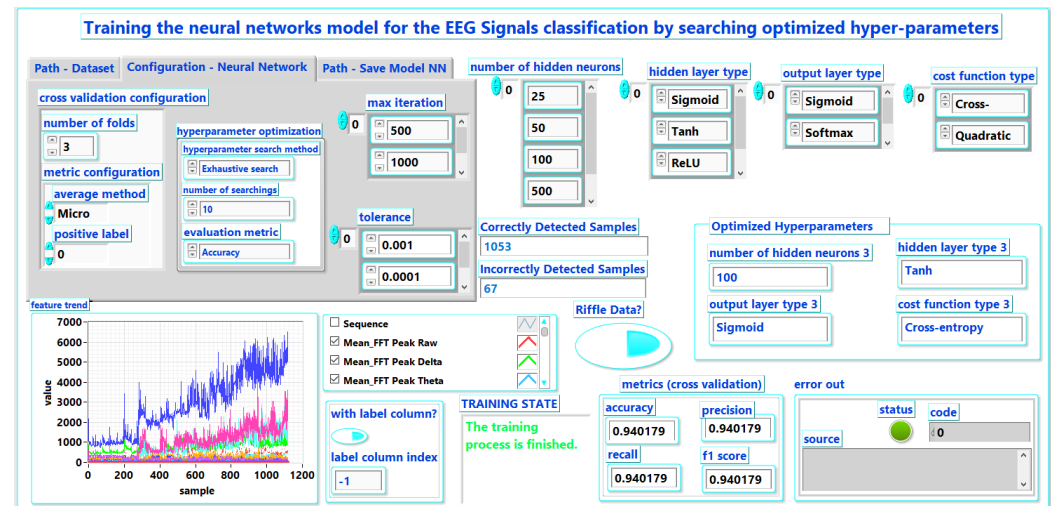 Training the neural networks model for the EEG Signals classification by searching optimized hyper-parameters
Path - Dataset
Configuration - Neural Network
Path - Save Model NN
cross validation configuration
number of folds
3
metric configuration
average method
Micro
positive label
0
hyperparameter optimization
hyperparameter search method
Exhaustive search
number of searchings
10
evaluation metric
Accuracy
max iteration
0
500
1000
tolerance
0
0.001
0.0001
number of hidden neurons
0
25
50
100
500
hidden layer type
0
Sigmoid
Tanh
ReLU
output layer type
0
Sigmoid
Softmax
cost function type
0
Cross-
Quadratic
Correctly Detected Samples
1053
Incorrectly Detected Samples
67
Optimized Hyperparameters
number of hidden neurons 3
100
hidden layer type 3
Tanh
output layer type 3
Sigmoid
cost function type 3
Cross-entropy
Riffle Data?
feature trend
value
7000
6000
5000
4000
3000
2000
1000
0
0 200 400 600 800 1000 1200
sample
Sequence
Mean_FFT Peak Raw
Mean_FFT Peak Delta
Mean_FFT Peak Theta
with label column?
label column index
-1
TRAINING STATE
The training
process is finished.
metrics (cross validation)
accuracy
0.940179
precision
0.940179
recall
0.940179
f1 score
0.940179
error out
status
code
d 0
source